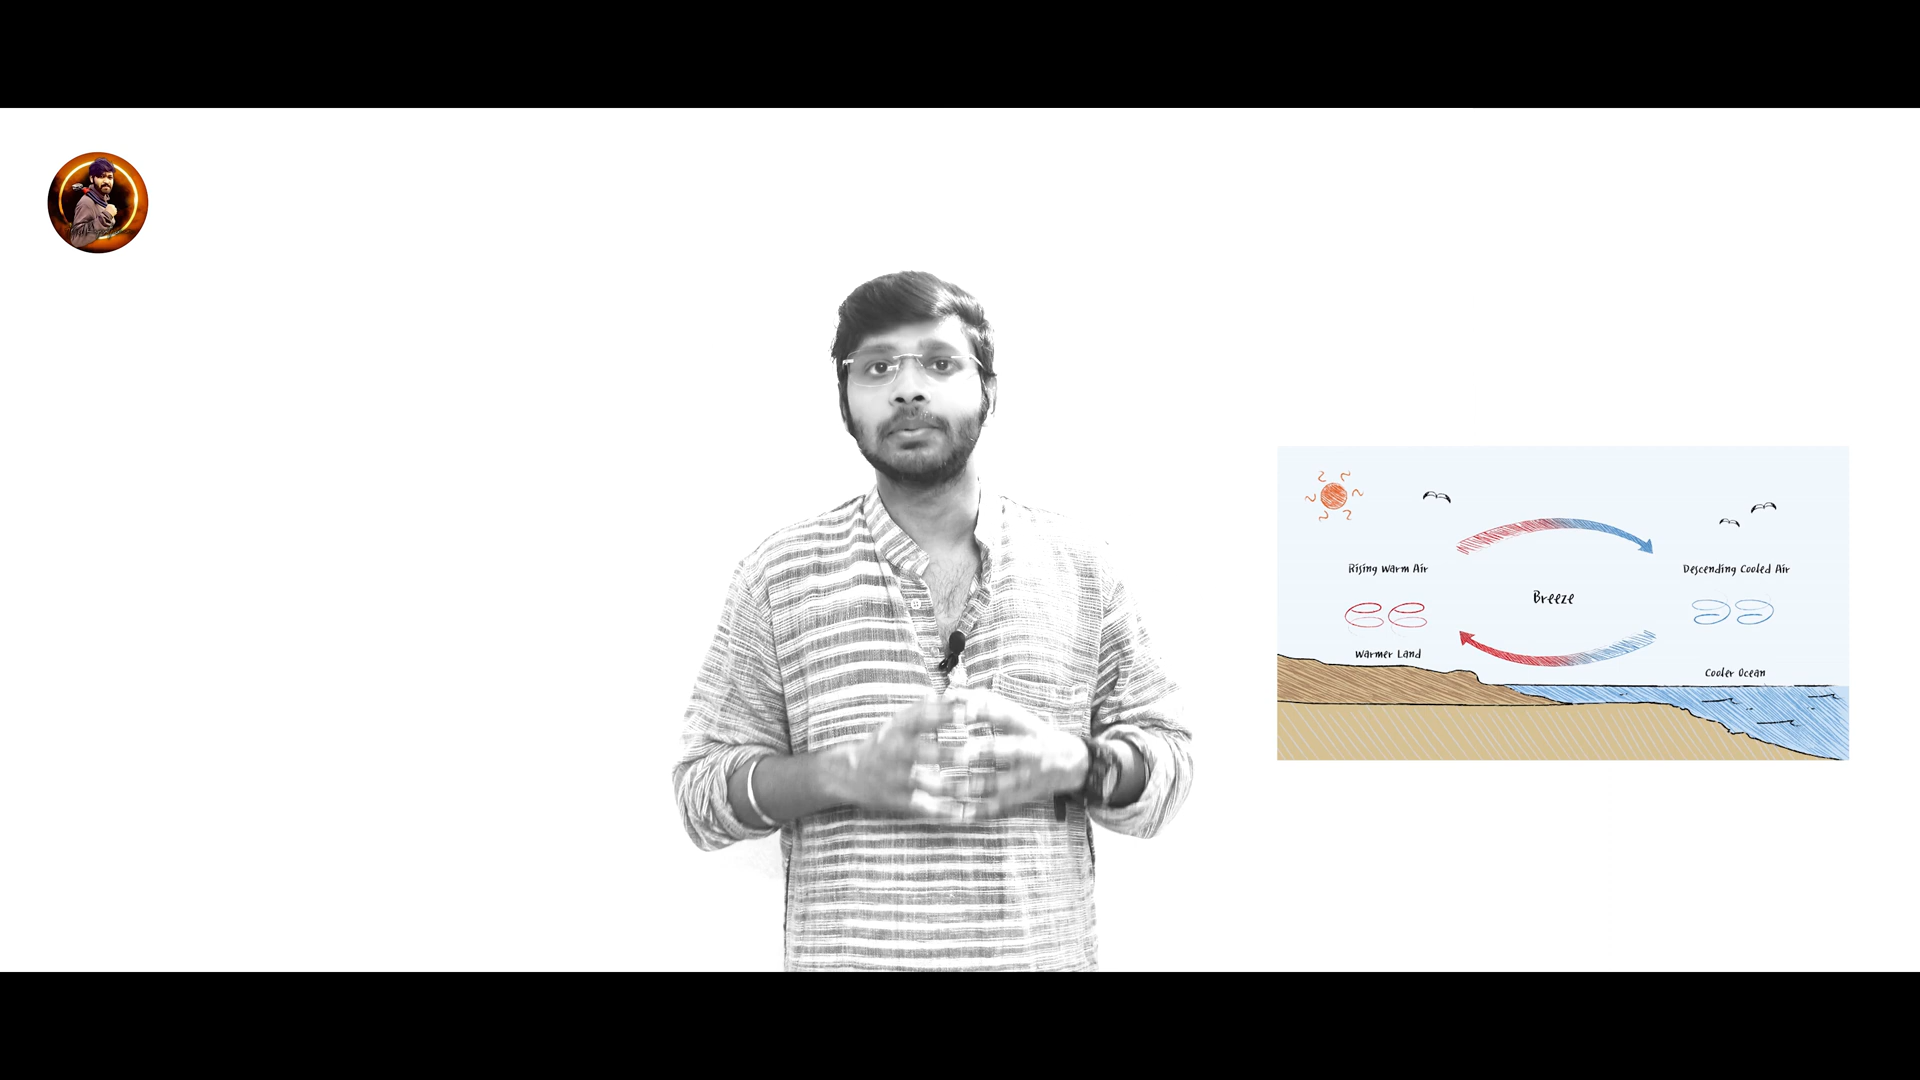 Rising Warm Air
Descending Cooled Air
Breeze
Warmer Land
Cooler Ocean